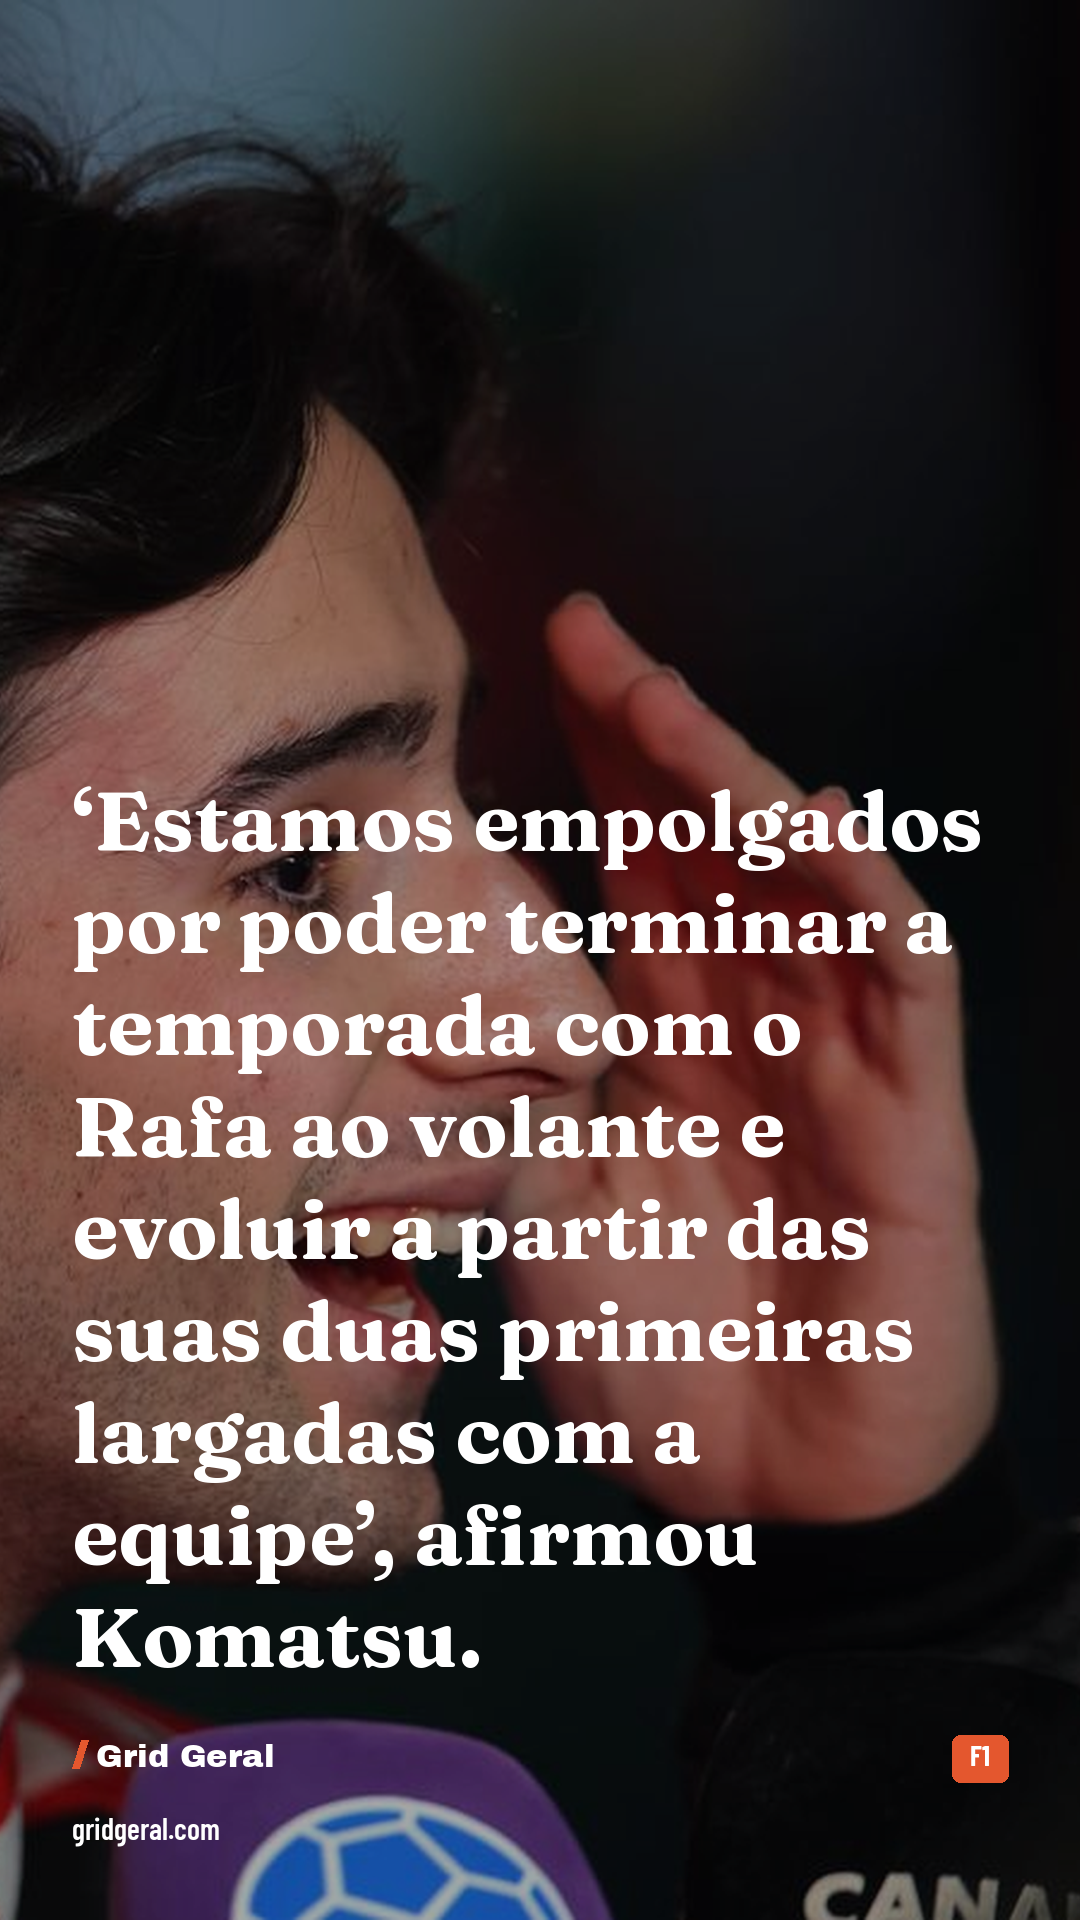 ‘Estamos empolgados
por poder terminar a
temporada com o
Rafa ao volante e
evoluir a partir das
suas duas primeiras
largadas com a
equipe’, afirmou
Komatsu.
/ Grid Geral
F1
gridgeral.com